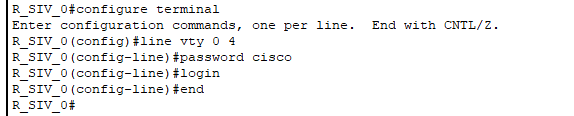 R_SIV_0#configure terminal
Enter configuration commands, one per line.  End with CNTL/Z.
R_SIV_0(config)#line vty 0 4
R_SIV_0(config-line)#password cisco
R_SIV_0(config-line)#login
R_SIV_0(config-line)#end
R_SIV_0#